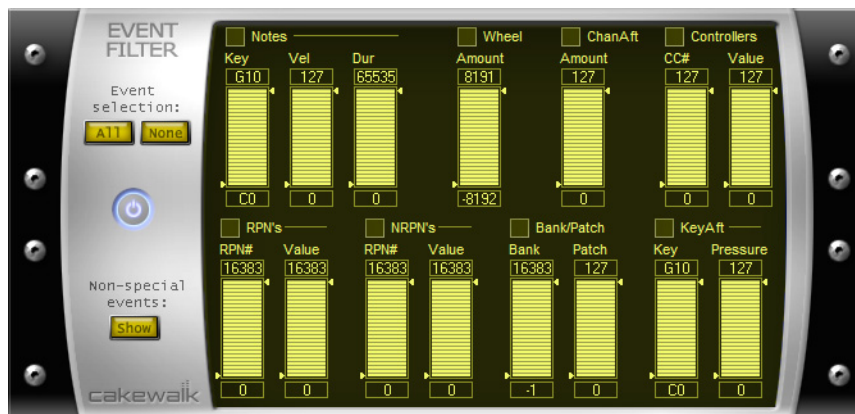 EVENT
FILTER
Event
selection:
All None
Non-special
events:
Show
cakewalk
Notes Wheel ChanAft Controllers
Key Vel Dur Amount Amount CC# Value
G10 127 65535 8191 127 127 127
C0 0 0 -8192 0 0 0
RPN's NRPN's Bank/Patch KeyAft
RPN# Value RPN# Value Bank Patch Key Pressure
16383 16383 16383 16383 16383 127 G10 127
0 0 0 0 -1 0 C0 0